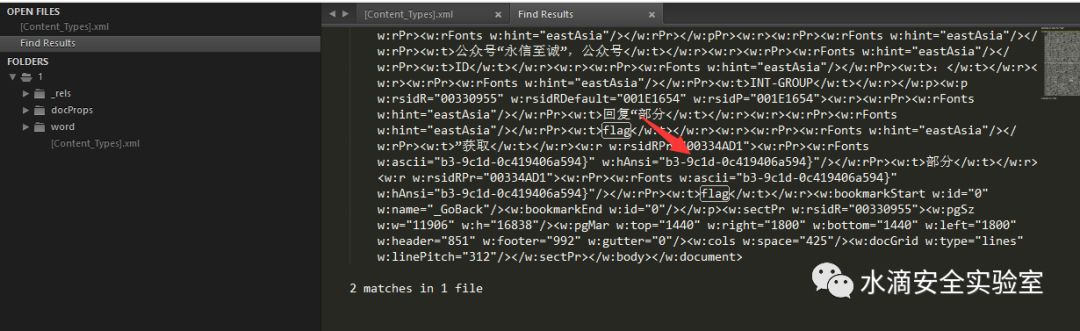 OPEN FILES
[Content_Types].xml
Find Results
FOLDERS
1
_rels
docProps
word
[Content_Types].xml
[Content_Types].xml
Find Results
w:rPr><w:rFonts w:hint="eastAsia"/></w:rPr></w:pPr><w:r><w:rPr><w:rFonts w:hint="eastAsia"/></
w:rPr><w:t>公众号“永信至诚”，公众号</w:t></w:r><w:r><w:rPr><w:rFonts w:hint="eastAsia"/></
w:rPr><w:t>ID</w:t></w:r><w:r><w:rPr><w:rFonts w:hint="eastAsia"/></w:rPr><w:t>：</w:t></w:r><w:r><
w:rPr><w:rFonts w:hint="eastAsia"/></w:rPr><w:t>INT-GROUP</w:t></w:r></w:p><w:p
w:rsidR="00330955" w:rsidRDefault="001E1654" w:rsidP="001E1654"><w:r><w:rPr><w:rFonts
w:hint="eastAsia"/></w:rPr><w:t>回复“部分</w:t></w:r><w:r><w:rPr><w:rFonts
w:hint="eastAsia"/></w:rPr><w:t>flag</w:t></w:r><w:r><w:rPr><w:rFonts w:hint="eastAsia"/></
w:rPr><w:t>”获取</w:t></w:r><w:r w:rsidRPr="00334AD1"><w:rPr><w:rFonts
w:ascii="b3-9c1d-0c419406a594}" w:hAnsi="b3-9c1d-0c419406a594}"/></w:rPr><w:t>部分</w:t></w:r>
<w:r w:rsidRPr="00334AD1"><w:rPr><w:rFonts w:ascii="b3-9c1d-0c419406a594}"
w:hAnsi="b3-9c1d-0c419406a594}"/></w:rPr><w:t>flag</w:t></w:r><w:bookmarkStart w:id="0"
w:name="_GoBack"/><w:bookmarkEnd w:id="0"/></w:p><w:sectPr w:rsidR="00330955"><w:pgSz
w:w="11906" w:h="16838"/><w:pgMar w:top="1440" w:right="1800" w:bottom="1440" w:left="1800"
w:header="851" w:footer="992" w:gutter="0"/><w:cols w:space="425"/><w:docGrid w:type="lines"
w:linePitch="312"/></w:sectPr></w:body></w:document>
2 matches in 1 file
水滴安全实验室